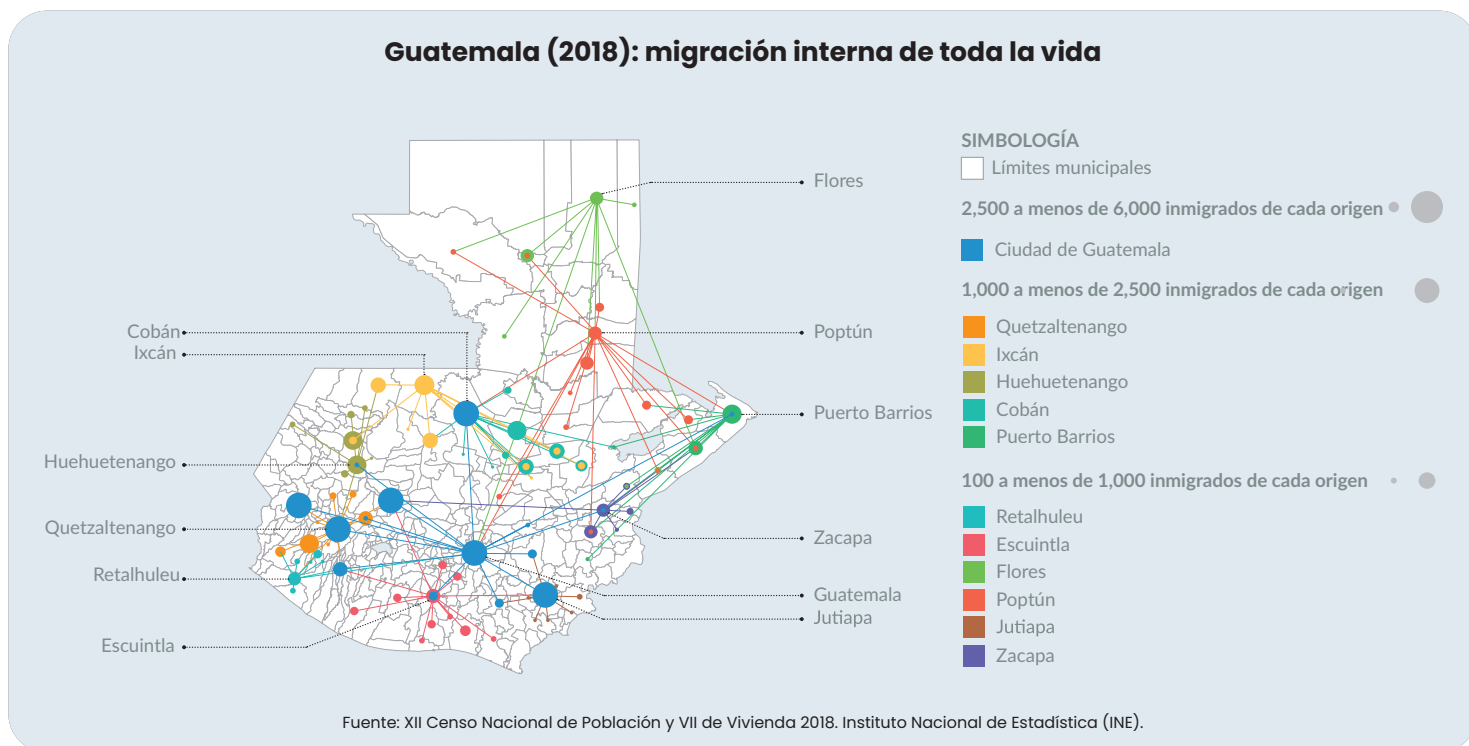 Guatemala (2018): migración interna de toda la vida
Flores
Cobán
Ixcán
Poptún
Puerto Barrios
Huehuetenango
Quetzaltenango
Zacapa
Retalhuleu
Guatemala
Jutiapa
Escuintla
SIMBOLOGÍA
Límites municipales
2,500 a menos de 6,000 inmigrados de cada origen
Ciudad de Guatemala
1,000 a menos de 2,500 inmigrados de cada origen
Quetzaltenango
Ixcán
Huehuetenango
Cobán
Puerto Barrios
100 a menos de 1,000 inmigrados de cada origen
Retalhuleu
Escuintla
Flores
Poptún
Jutiapa
Zacapa
Fuente: XII Censo Nacional de Población y VII de Vivienda 2018. Instituto Nacional de Estadística (INE).